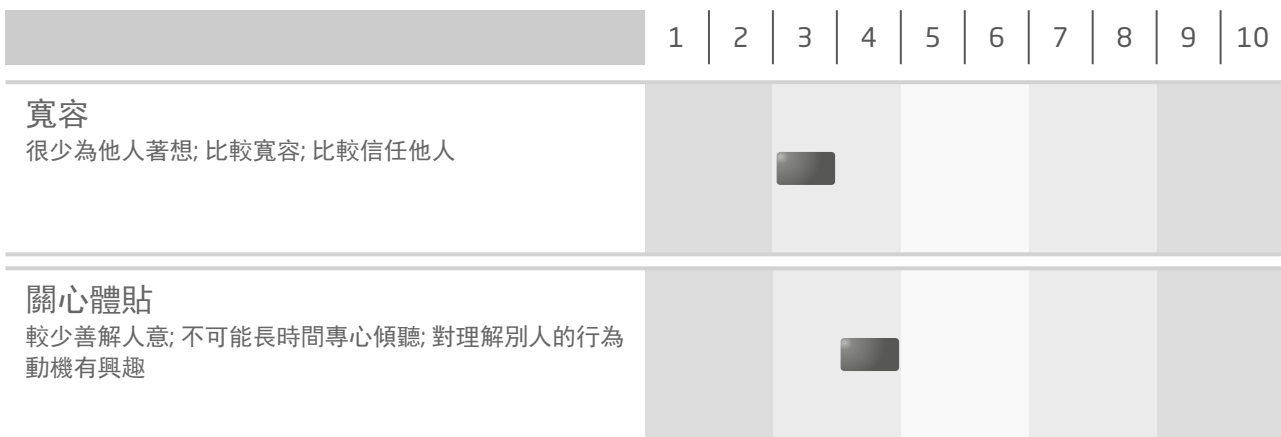 1 2 3 4 5 6 7 8 9 10
寬容
很少為他人著想; 比較寬容; 比較信任他人
關心體貼
較少善解人意; 不可能長時間專心傾聽; 對理解別人的行為
動機有興趣